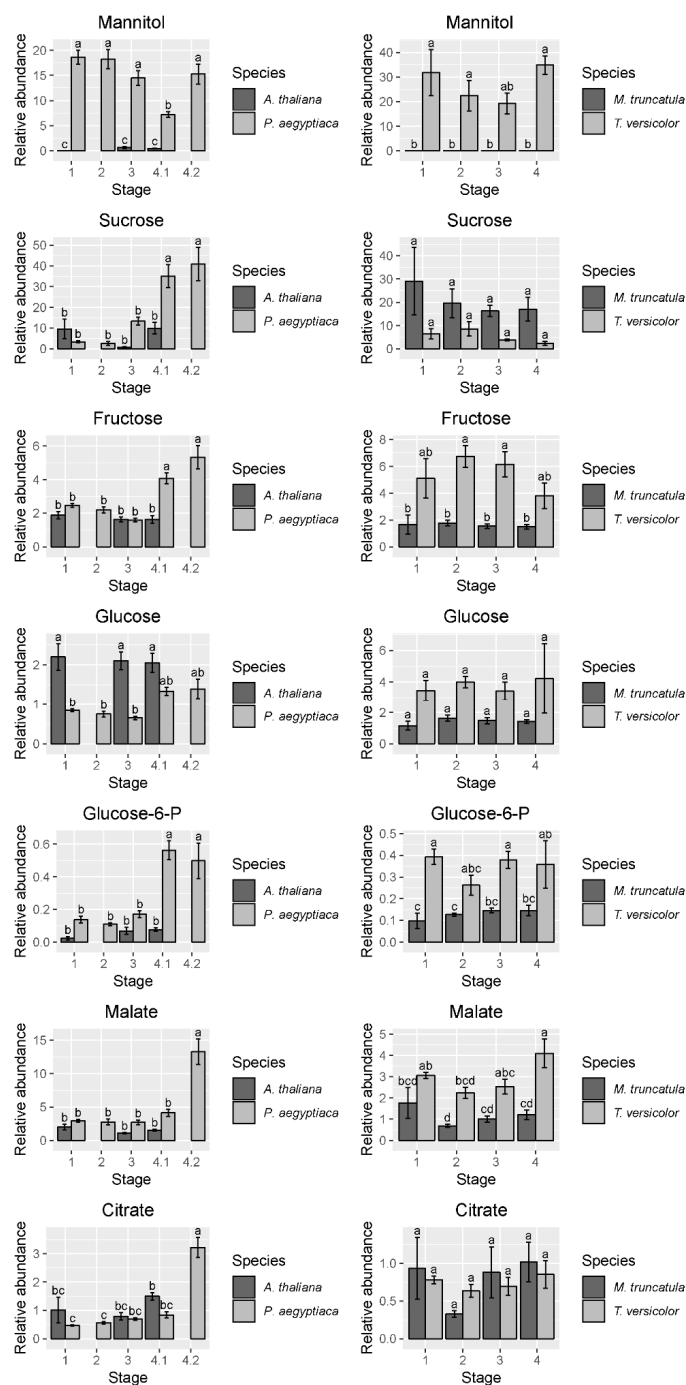 Mannitol
Relative abundance
20
15
10
5
0
c a a c a b b a
1 2 3 4.1 4.2
Stage
Species
A. thaliana
P. aegyptiaca
Mannitol
Relative abundance
40
30
20
10
0
b a b a b ab b a
1 2 3 4
Stage
Species
M. truncatula
T. versicolor
Sucrose
Relative abundance
50
40
30
20
10
0
b b b b b b a a
1 2 3 4.1 4.2
Stage
Species
A. thaliana
P. aegyptiaca
Sucrose
Relative abundance
40
30
20
10
0
a a a a a a a a
1 2 3 4
Stage
Species
M. truncatula
T. versicolor
Fructose
Relative abundance
6
4
2
0
b b b b b b a a
1 2 3 4.1 4.2
Stage
Species
A. thaliana
P. aegyptiaca
Fructose
Relative abundance
8
6
4
2
0
b ab b a b a b ab
1 2 3 4
Stage
Species
M. truncatula
T. versicolor
Glucose
Relative abundance
2
1
0
a b b a b a ab ab
1 2 3 4.1 4.2
Stage
Species
A. thaliana
P. aegyptiaca
Glucose
Relative abundance
6
4
2
0
a a a a a a a a
1 2 3 4
Stage
Species
M. truncatula
T. versicolor
Glucose-6-P
Relative abundance
0.6
0.4
0.2
0.0
b b b b b b a a
1 2 3 4.1 4.2
Stage
Species
A. thaliana
P. aegyptiaca
Glucose-6-P
Relative abundance
0.5
0.4
0.3
0.2
0.1
0.0
c a c abc bc a bc ab
1 2 3 4
Stage
Species
M. truncatula
T. versicolor
Malate
Relative abundance
15
10
5
0
b b b b b b b a
1 2 3 4.1 4.2
Stage
Species
A. thaliana
P. aegyptiaca
Malate
Relative abundance
5
4
3
2
1
0
bcd ab d bcd cd abc cd a
1 2 3 4
Stage
Species
M. truncatula
T. versicolor
Citrate
Relative abundance
3
2
1
0
bc c c bc bc b bc a
1 2 3 4.1 4.2
Stage
Species
A. thaliana
P. aegyptiaca
Citrate
Relative abundance
1.0
0.5
0.0
a a a a a a a a
1 2 3 4
Stage
Species
M. truncatula
T. versicolor